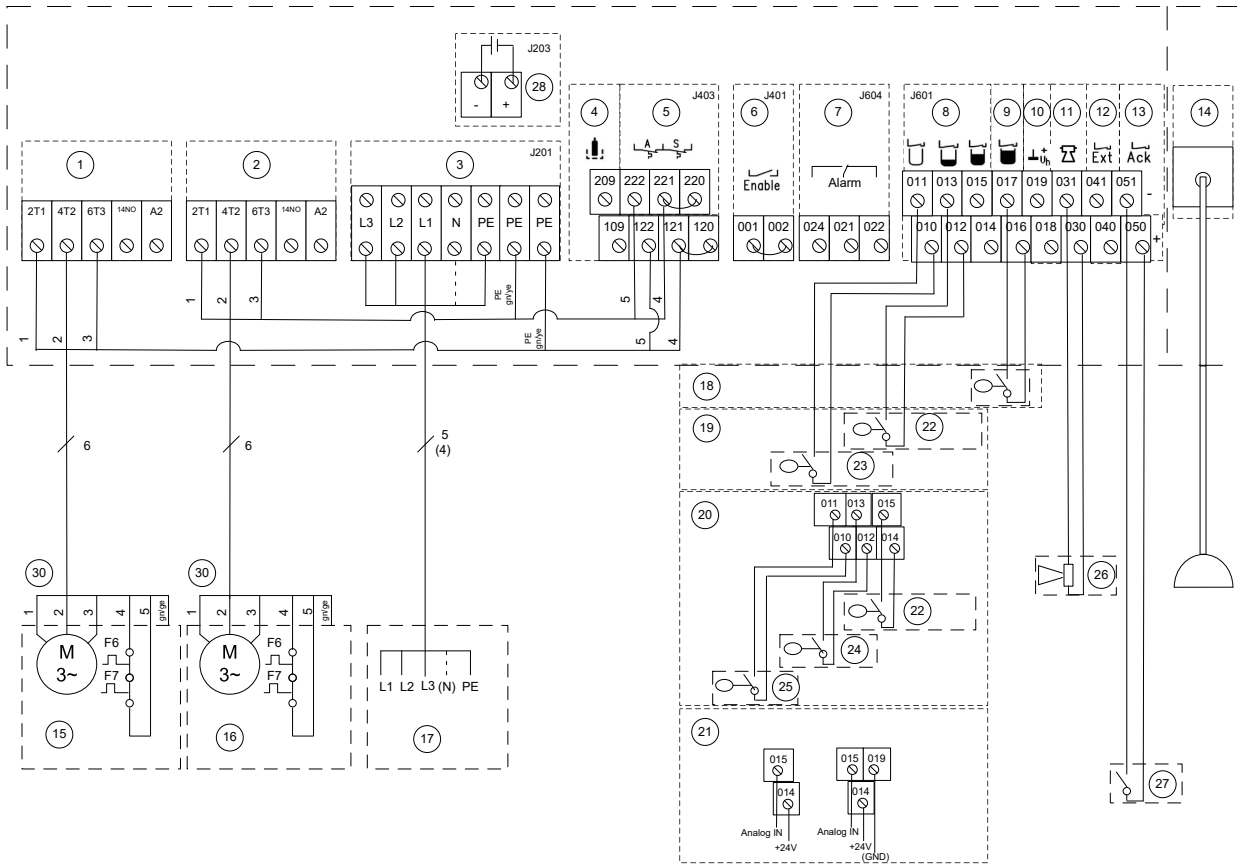 J203
28
- +
J403
J401
J604
J601
1
2
3
4
5
6
7
8
9
10
11
12
13
14
J201
A S
+
Uh
Ext
Ack
Enable
Alarm
2T1 4T2 6T3 14NO A2
2T1 4T2 6T3 14NO A2
L3 L2 L1 N PE PE PE
209 222 221 220
109 122 121 120
001 002
024 021 022
011 013 015 017 019 031 041 051 -
010 012 014 016 018 030 040 050 +
1 2 3
1 2 3
PE gn/ye
PE gn/ye
5 4
5 4
18
19
22
23
6
6
5
(4)
20
011 013 015
010 012 014
22
24
25
26
27
30
30
1 2 3 4 5 gn/ge
1 2 3 4 5 gn/ge
M
3~
F6
F7
15
M
3~
F6
F7
16
L1 L2 L3 (N) PE
17
21
015
014
Analog IN
+24V
015 019
014
Analog IN
+24V
(GND)